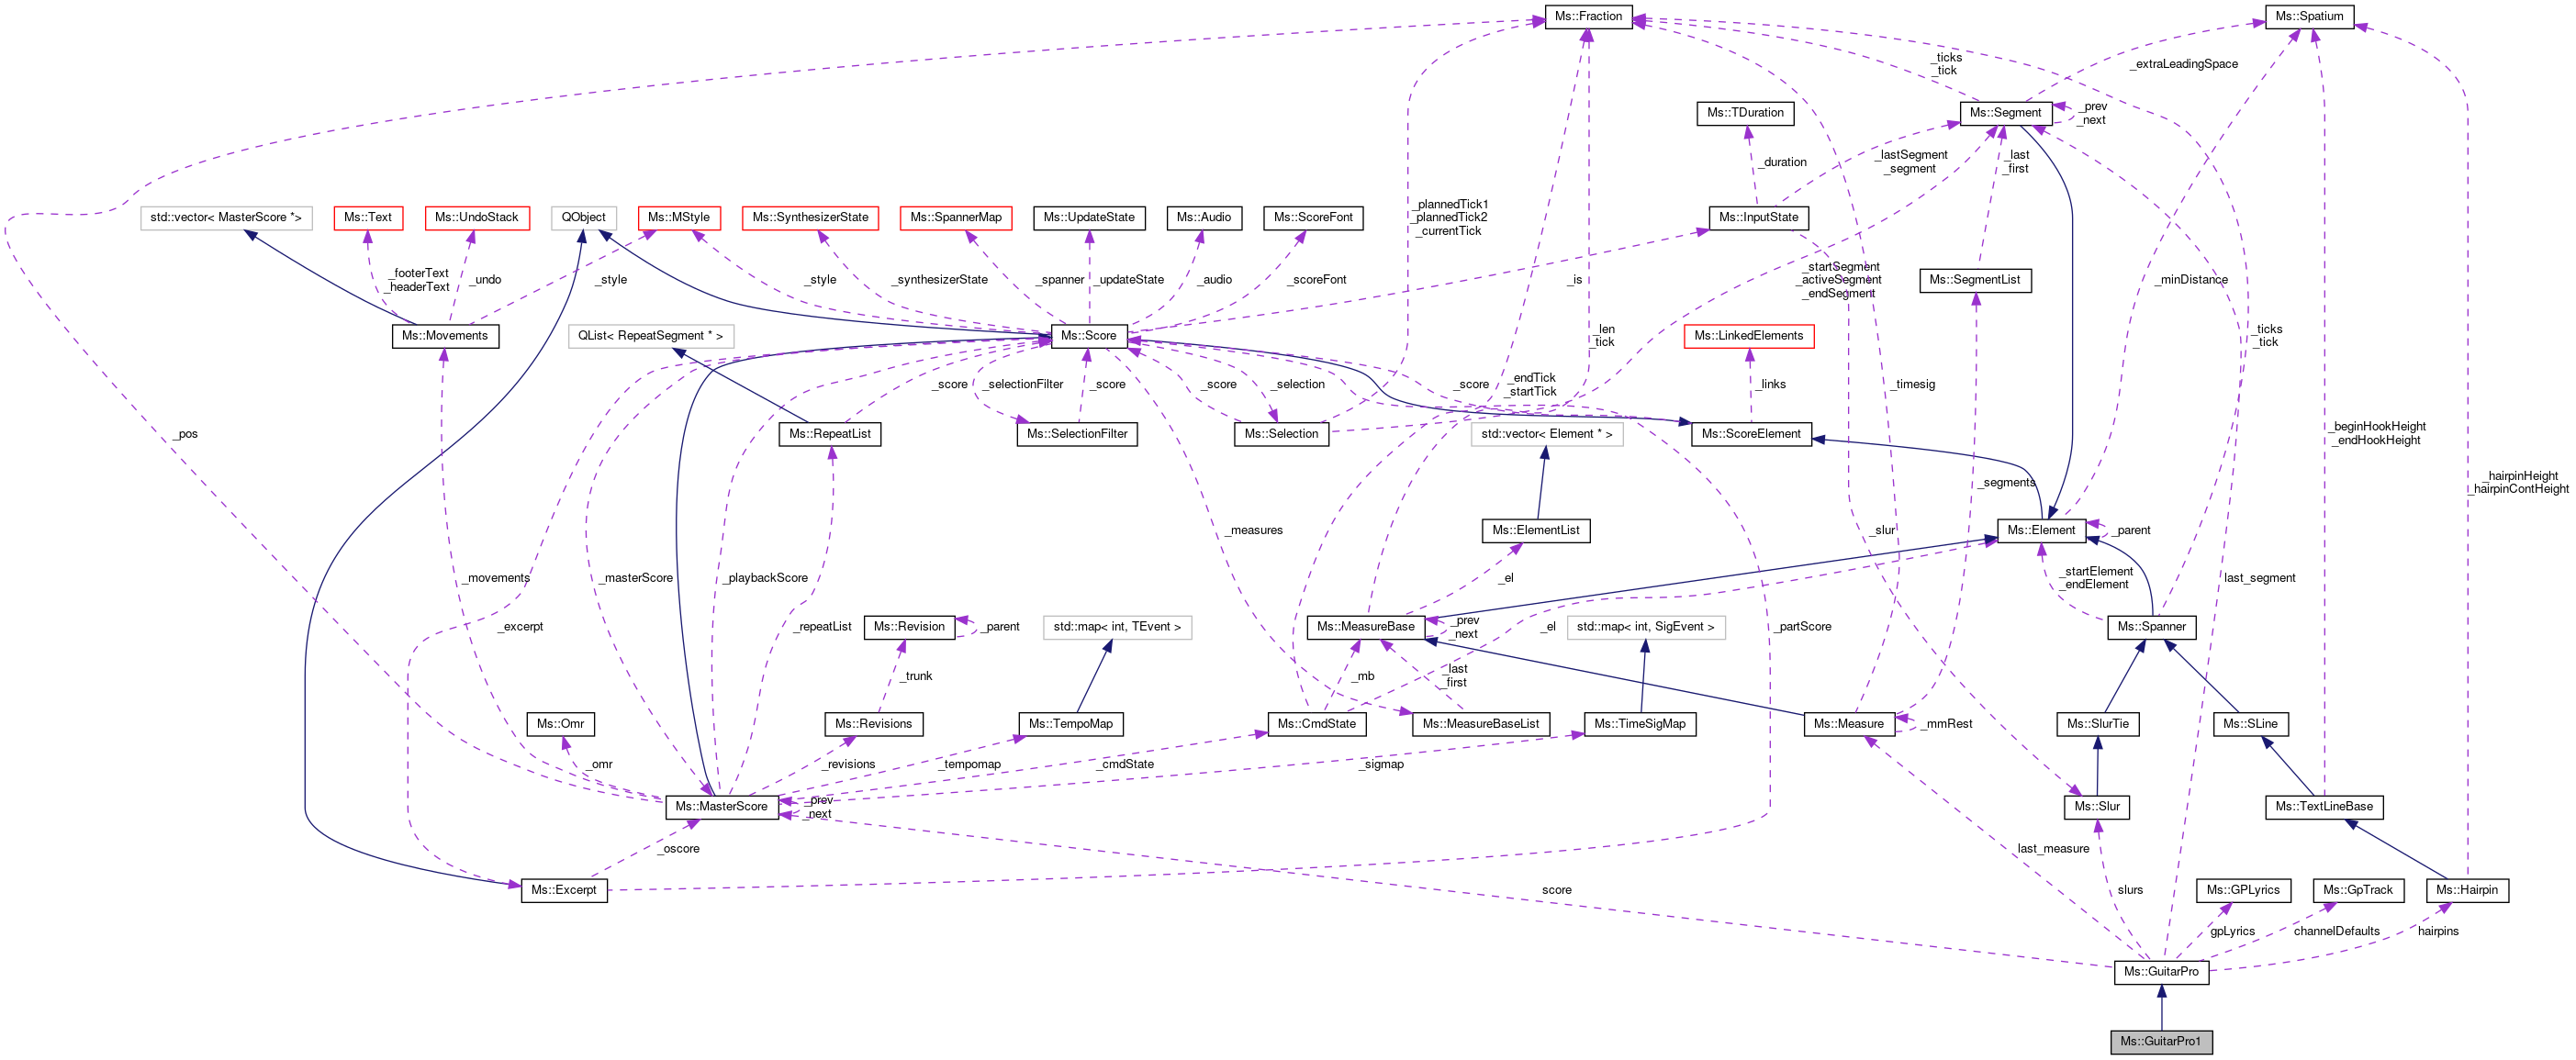 Ms::Fraction
Ms::Spatium
_ticks
_tick
_extraLeadingSpace
Ms::TDuration
Ms::Segment
_prev
_next
_duration
_lastSegment
_segment
_last
_first
std::vector< MasterScore *>
Ms::Text
Ms::UndoStack
QObject
Ms::MStyle
Ms::SynthesizerState
Ms::SpannerMap
Ms::UpdateState
Ms::Audio
Ms::ScoreFont
_plannedTick1
_plannedTick2
_currentTick
Ms::InputState
_footerText
_headerText
_undo
_style
_style
_synthesizerState
_spanner
_updateState
_audio
_scoreFont
_is
_startSegment
_activeSegment
_endSegment
Ms::SegmentList
_minDistance
Ms::Movements
QList< RepeatSegment * >
Ms::Score
_len
_tick
Ms::LinkedElements
_ticks
_tick
_score
_selectionFilter
_score
_score
_selection
_score
_endTick
_startTick
_links
_timesig
_pos
Ms::RepeatList
Ms::SelectionFilter
Ms::Selection
std::vector< Element * >
Ms::ScoreElement
_beginHookHeight
_endHookHeight
_segments
_hairpinHeight
_hairpinContHeight
_measures
Ms::ElementList
_slur
Ms::Element
_parent
_movements
_masterScore
_playbackScore
_el
_startElement
_endElement
last_segment
_excerpt
_repeatList
Ms::Revision
_parent
std::map< int, TEvent >
Ms::MeasureBase
_prev
_next
_el
std::map< int, SigEvent >
_partScore
Ms::Spanner
_trunk
_mb
_last
_first
Ms::Omr
Ms::Revisions
Ms::TempoMap
Ms::CmdState
Ms::MeasureBaseList
Ms::TimeSigMap
Ms::Measure
_mmRest
Ms::SlurTie
Ms::SLine
_omr
_revisions
_tempomap
_cmdState
_sigmap
Ms::MasterScore
_prev
_next
Ms::Slur
Ms::TextLineBase
_oscore
last_measure
Ms::Excerpt
score
slurs
Ms::GPLyrics
Ms::GpTrack
Ms::Hairpin
gpLyrics
channelDefaults
hairpins
Ms::GuitarPro
Ms::GuitarPro1